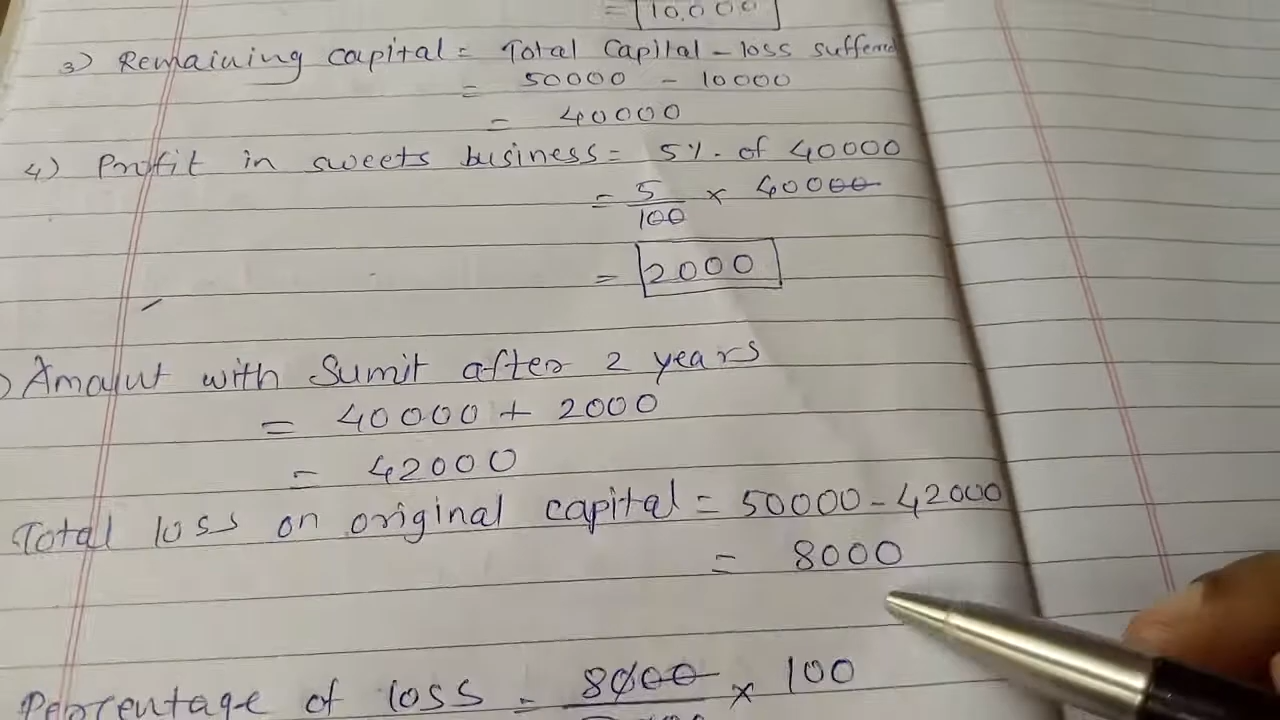 = 10,000
3) Remaining capital = Total Capital - loss suffered
= 50000 - 10000
= 40000
4) Profit in sweets business = 5% of 40000
= 5/100 × 40000
= 2000
) Amount with Sumit after 2 years
= 40000 + 2000
= 42000
Total loss on original capital = 50000 - 42000
= 8000
Percentage of loss = 8000 × 100